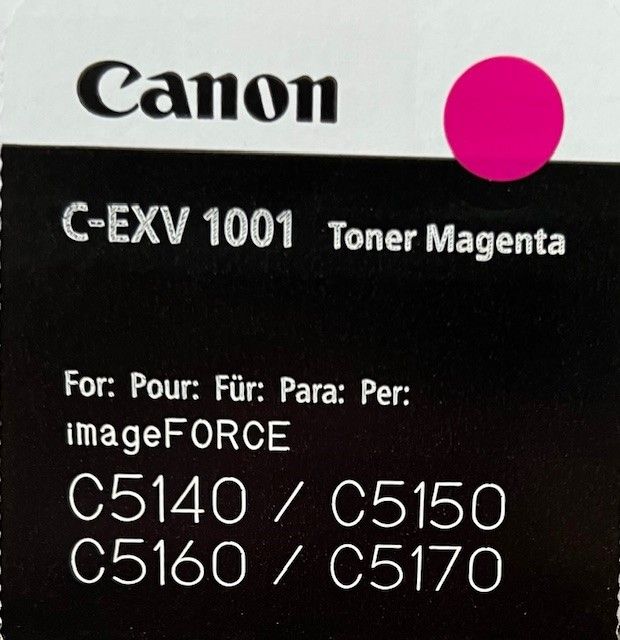 Canon
C-EXV 1001 Toner Magenta
For: Pour: Für: Para: Per:
imageFORCE
C5140 / C5150
C5160 / C5170